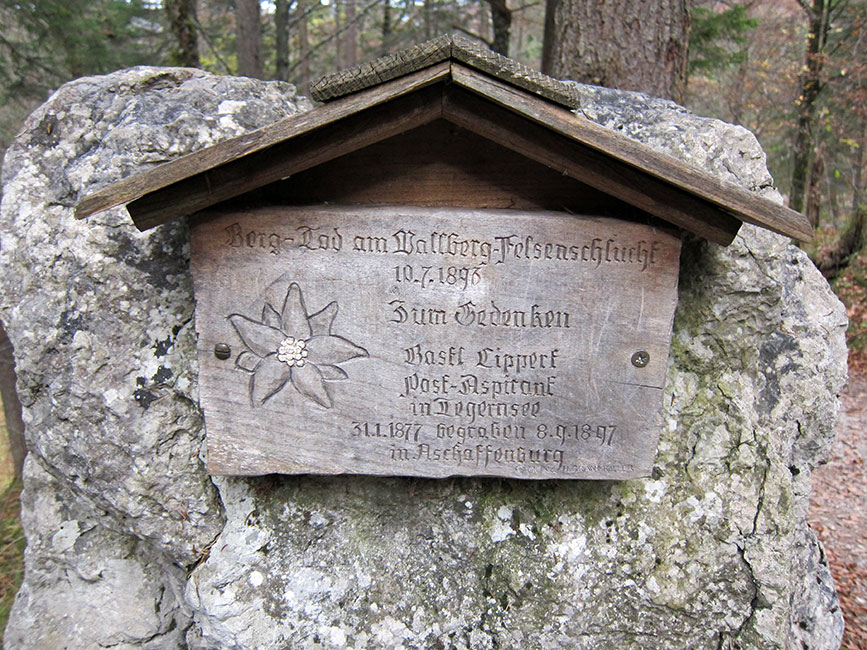 Berg-Tod am Wallberg-Felsenschlucht
10.7.1896
Zum Gedenken
Bastl Lippert
Post-Aspirant
in Tegernsee
31.1.1877 begraben 8.9.1897
in Aschaffenburg